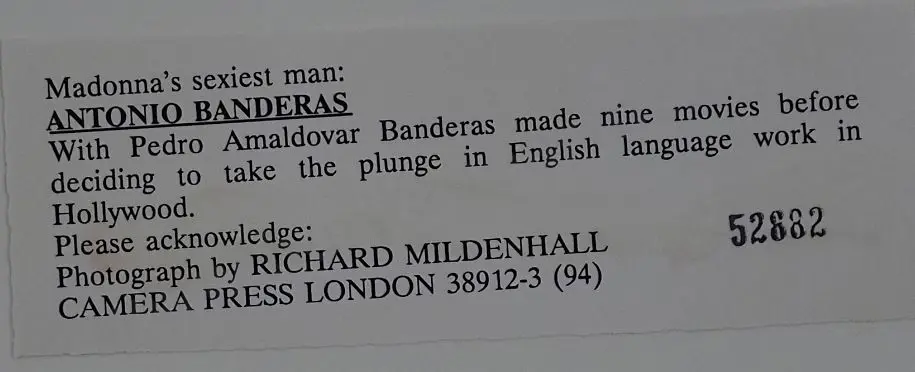 Madonna's sexiest man:
ANTONIO BANDERAS
With Pedro Amaldovar Banderas made nine movies before
deciding to take the plunge in English language work in
Hollywood.
Please acknowledge:
Photograph by RICHARD MILDENHALL
CAMERA PRESS LONDON 38912-3 (94)
52882